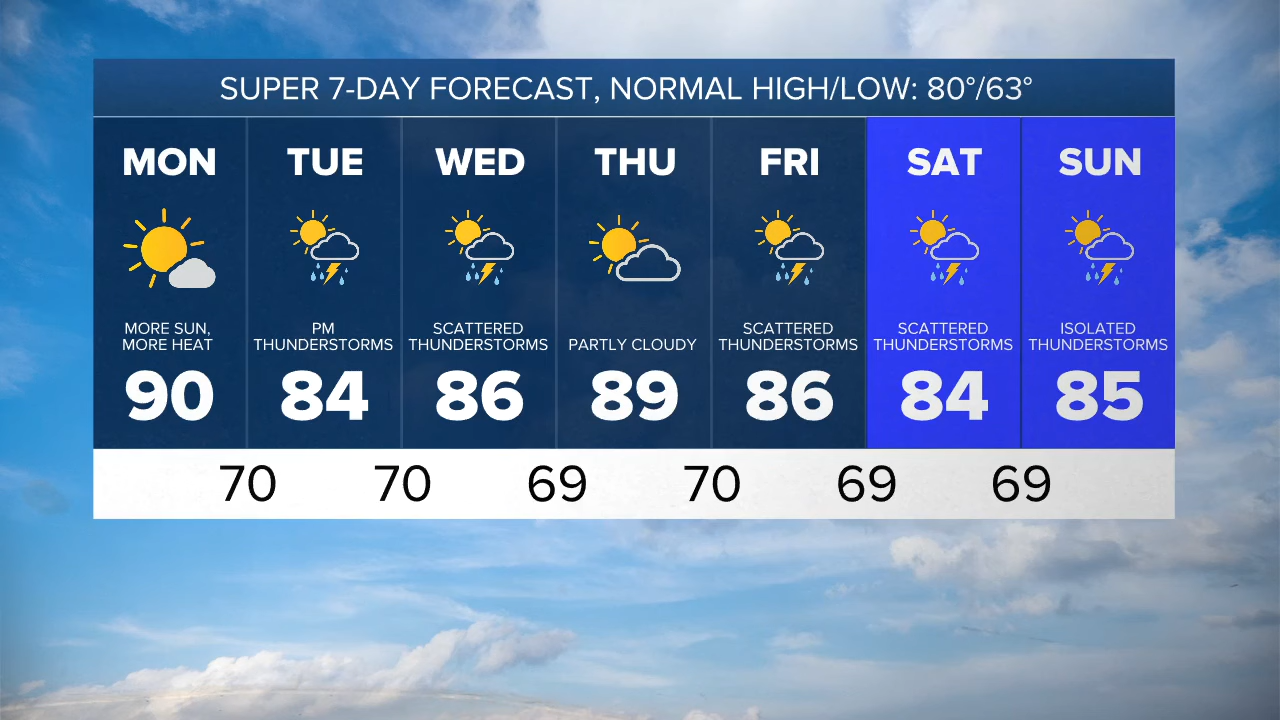 SUPER 7-DAY FORECAST, NORMAL HIGH/LOW: 80°/63°
MON TUE WED THU FRI SAT SUN
MORE SUN,
MORE HEAT
PM
THUNDERSTORMS
SCATTERED
THUNDERSTORMS
PARTLY CLOUDY
SCATTERED
THUNDERSTORMS
SCATTERED
THUNDERSTORMS
ISOLATED
THUNDERSTORMS
90 84 86 89 86 84 85
70 70 69 70 69 69